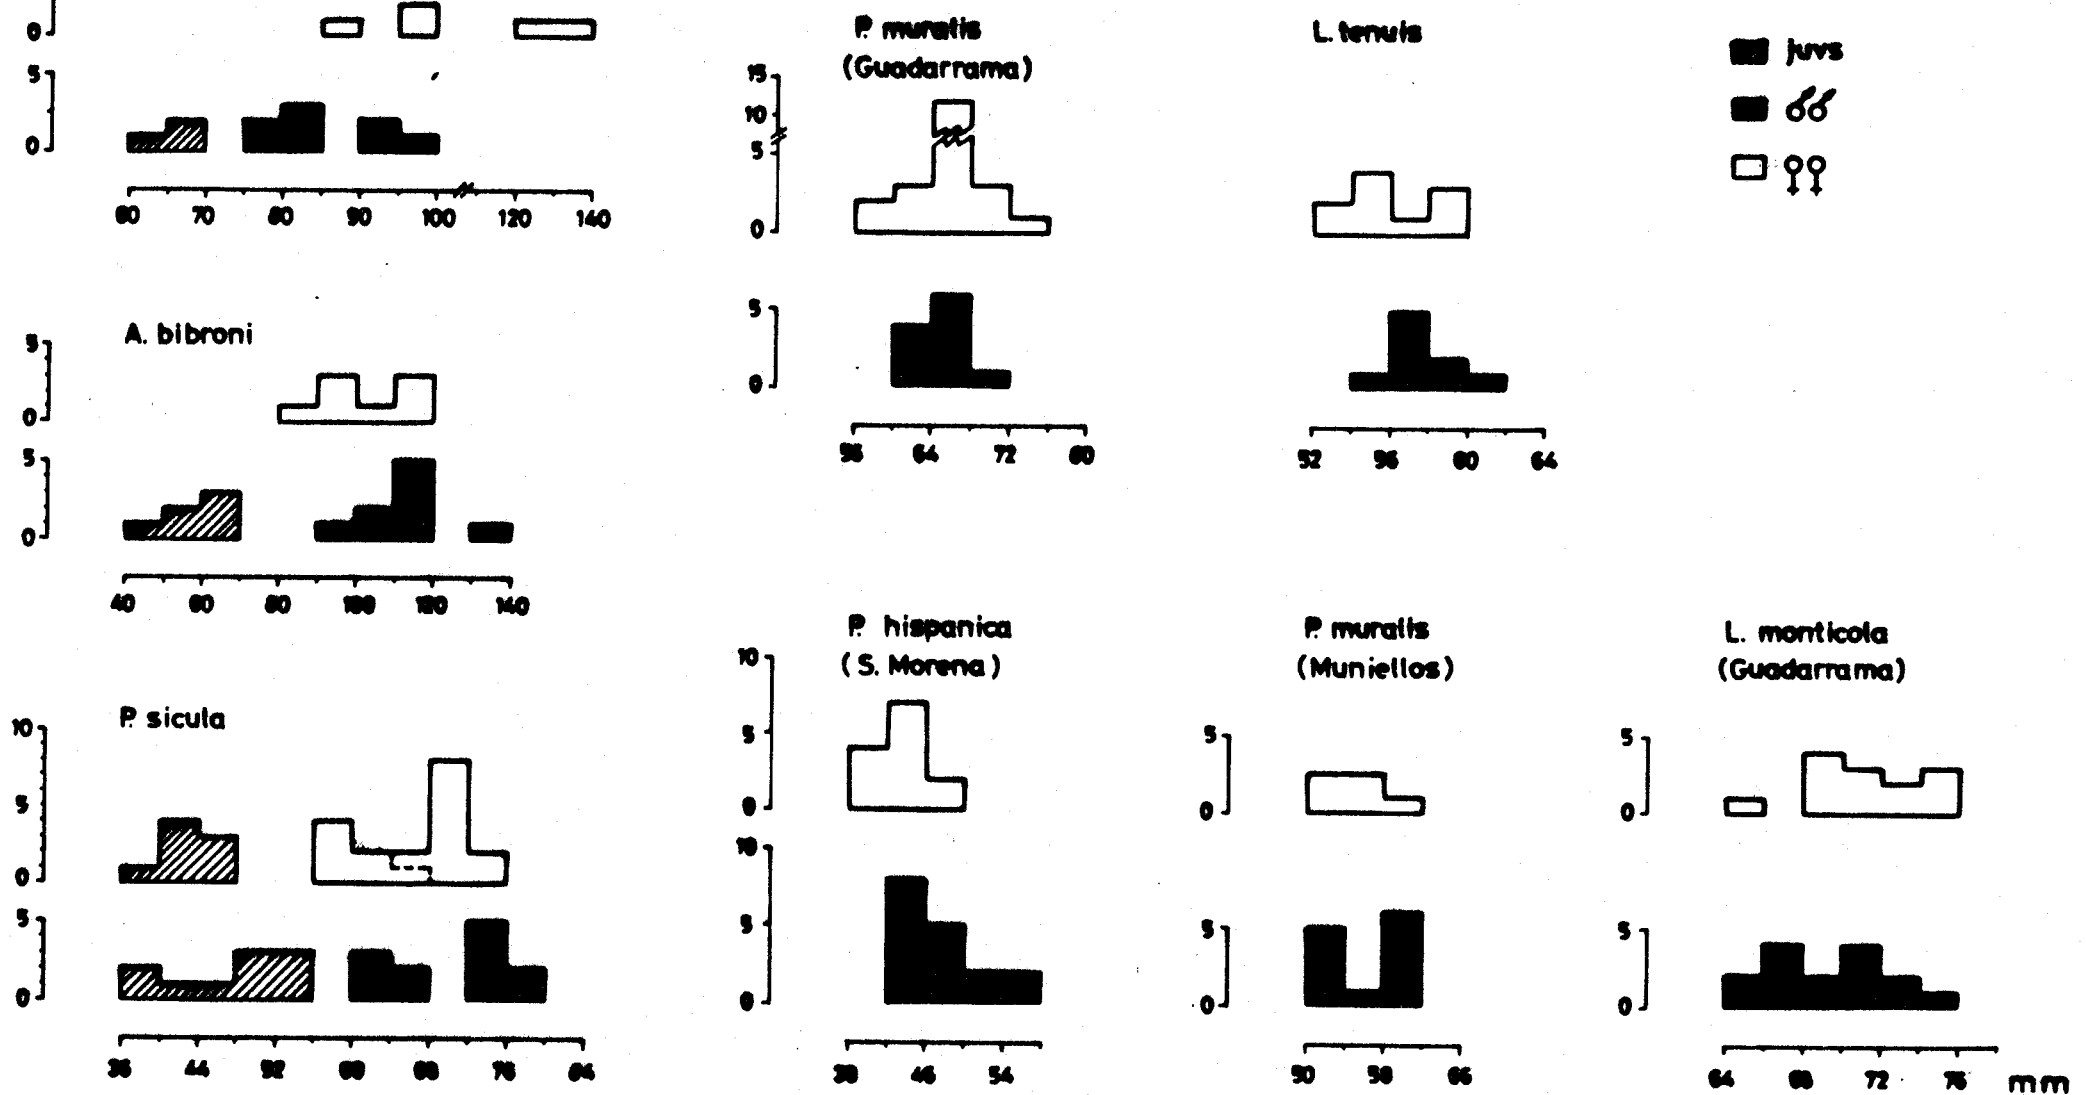 0
5
0
60 70 80 90 100 120 140
A. bibroni
5
0
5
0
40 60 80 100 120 140
P. sicula
10
5
0
5
0
36 44 52 60 68 76 84
P. muralis
(Guadarrama)
15
10
5
0
5
0
56 64 72 80
L. tenuis
52 56 60 64
juvs
♂♂
♀♀
P. hispanica
(S. Morena)
10
5
0
10
5
0
38 46 54
P. muralis
(Muniellos)
5
0
5
0
50 58 66
L. monticola
(Guadarrama)
5
0
5
0
64 68 72 76 mm